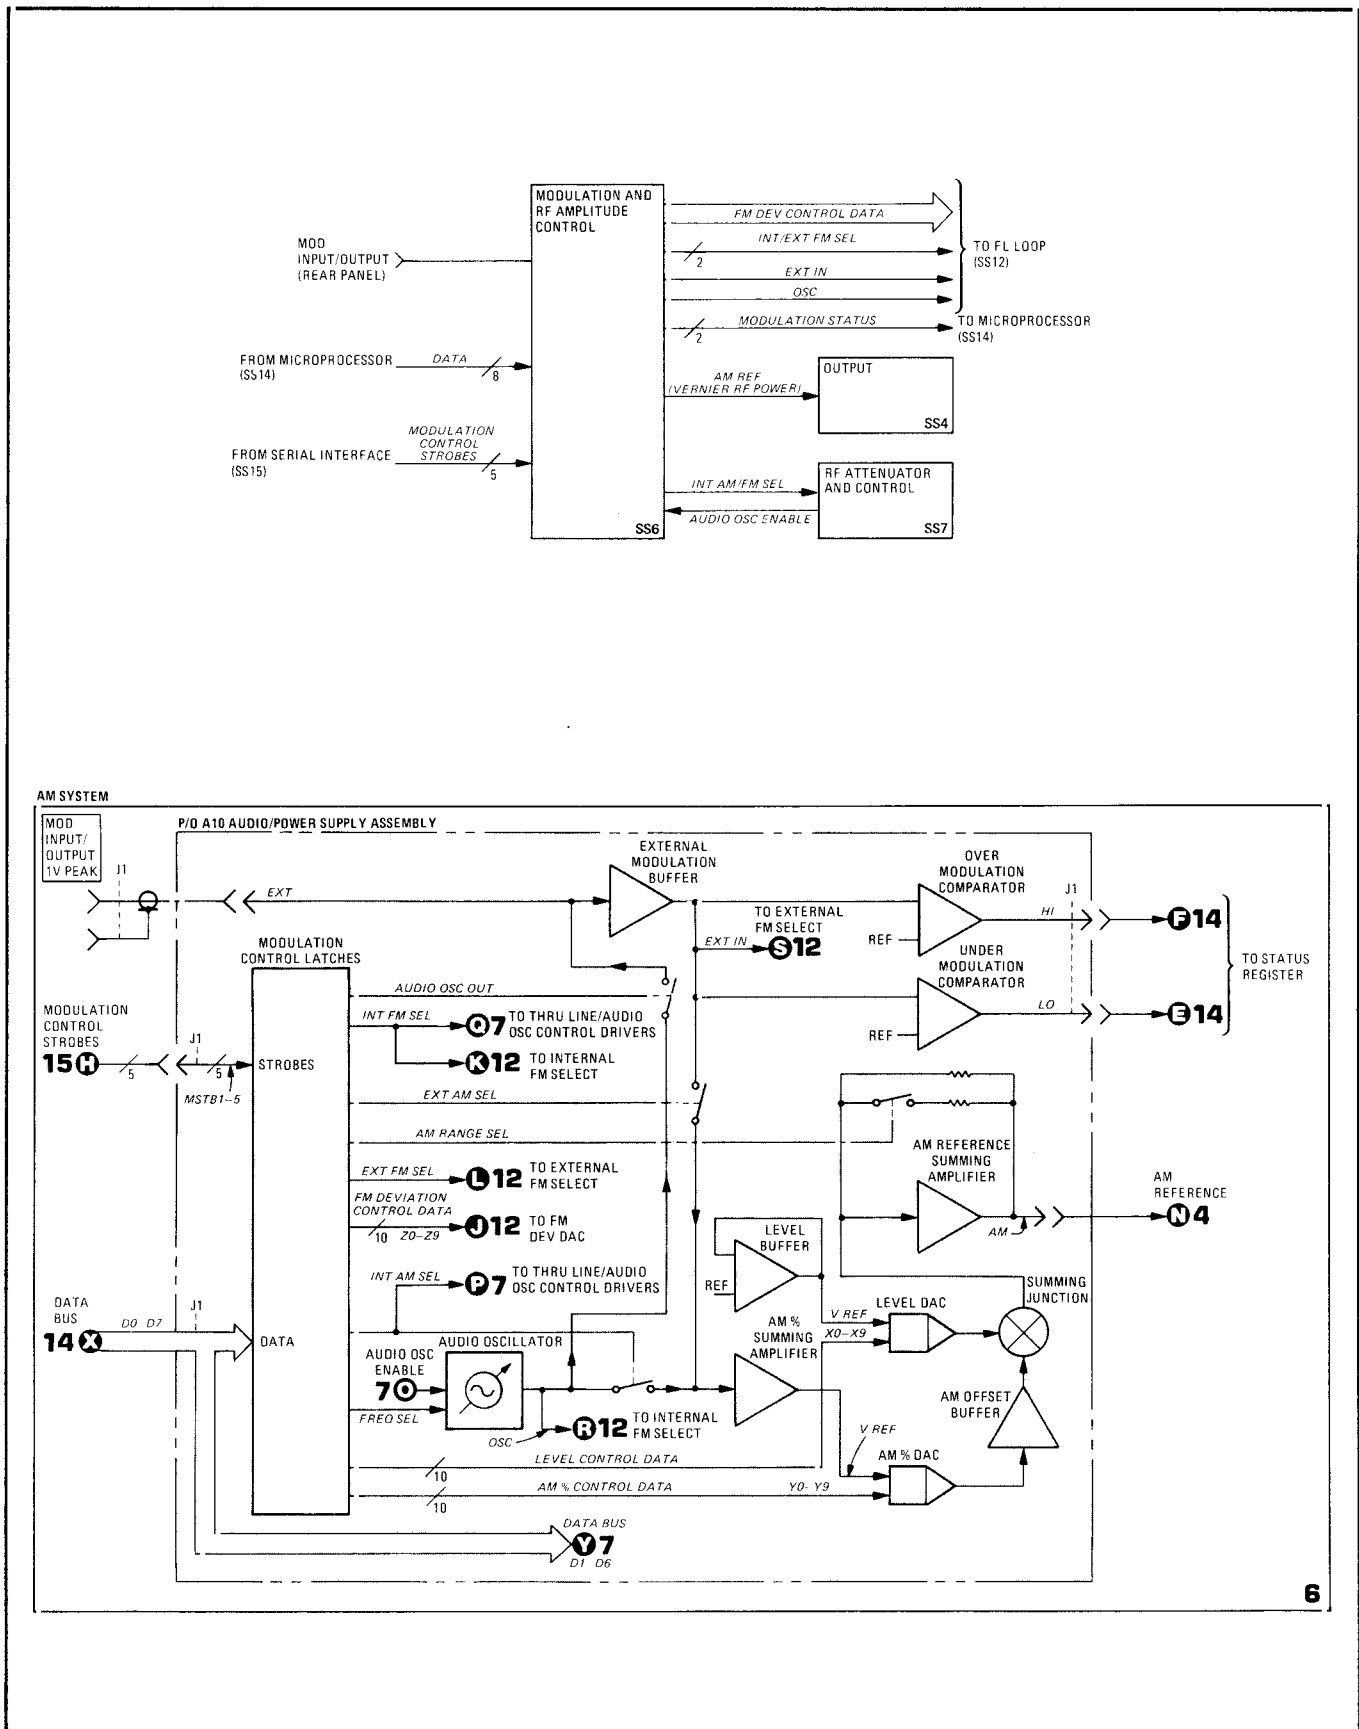 MODULATION AND
RF AMPLITUDE
CONTROL
SS6
MOD
INPUT/OUTPUT
(REAR PANEL)
FROM MICROPROCESSOR
(SS14)
DATA
8
FROM SERIAL INTERFACE
(SS15)
MODULATION
CONTROL
STROBES
5
FM DEV CONTROL DATA
INT/EXT FM SEL
2
EXT IN
OSC
TO FL LOOP
(SS12)
MODULATION STATUS
2
TO MICROPROCESSOR
(SS14)
AM REF
(VERNIER RF POWER)
OUTPUT
SS4
INT AM/FM SEL
AUDIO OSC ENABLE
RF ATTENUATOR
AND CONTROL
SS7
AM SYSTEM
MOD
INPUT/
OUTPUT
1V PEAK
J1
P/O A10 AUDIO/POWER SUPPLY ASSEMBLY
EXT
EXTERNAL
MODULATION
BUFFER
OVER
MODULATION
COMPARATOR
J1
HI
REF
F14
TO EXTERNAL
FM SELECT
EXT IN
S12
UNDER
MODULATION
COMPARATOR
LO
REF
E14
TO STATUS
REGISTER
MODULATION
CONTROL LATCHES
AUDIO OSC OUT
INT FM SEL
Q7 TO THRU LINE/AUDIO
OSC CONTROL DRIVERS
K12 TO INTERNAL
FM SELECT
MODULATION
CONTROL
STROBES
15H
5
J1
5
MSTB1-5
STROBES
EXT AM SEL
AM RANGE SEL
EXT FM SEL
L12 TO EXTERNAL
FM SELECT
FM DEVIATION
CONTROL DATA
10 Z0-Z9
J12 TO FM
DEV DAC
AM REFERENCE
SUMMING
AMPLIFIER
AM
AM
REFERENCE
N4
LEVEL
BUFFER
REF
INT AM SEL
P7 TO THRU LINE/AUDIO
OSC CONTROL DRIVERS
SUMMING
JUNCTION
LEVEL DAC
V REF
X0-X9
DATA
BUS
14X
D0 D7
J1
DATA
AUDIO OSCILLATOR
AUDIO OSC
ENABLE
7O
FREQ SEL
OSC
R12 TO INTERNAL
FM SELECT
AM %
SUMMING
AMPLIFIER
AM OFFSET
BUFFER
V REF
AM % DAC
LEVEL CONTROL DATA
10
AM % CONTROL DATA
10
Y0-Y9
DATA BUS
Y7
D1 D6
6